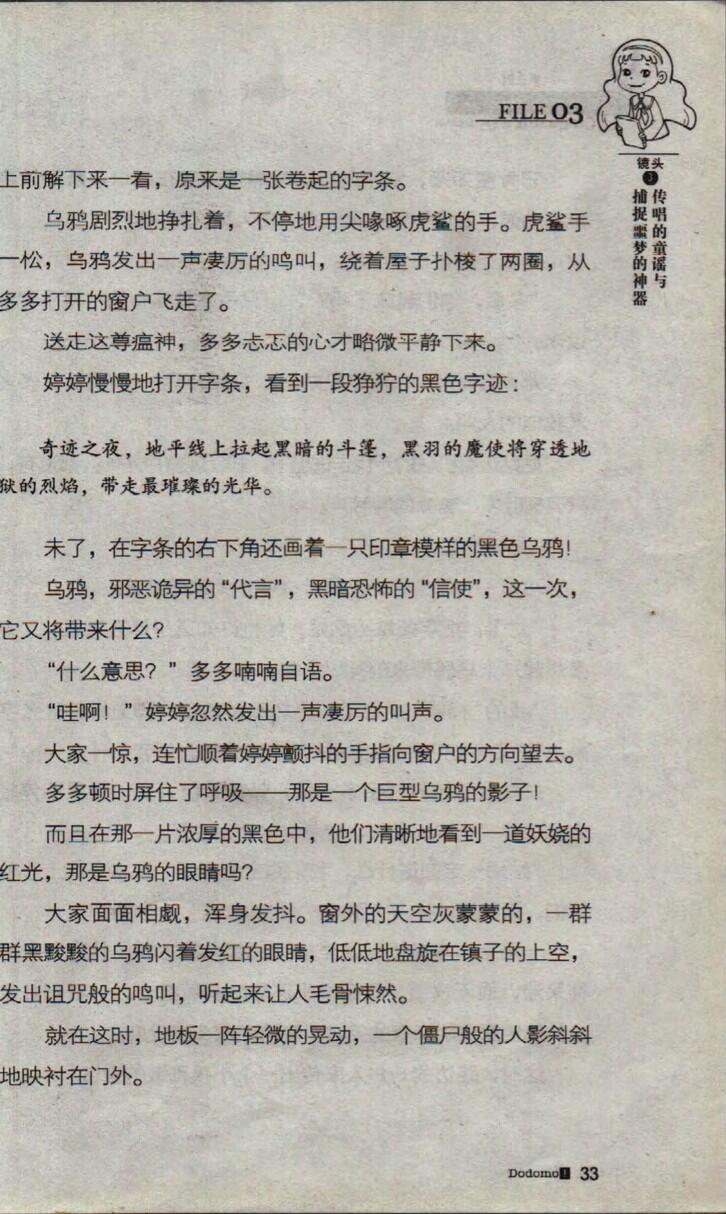 FILE 03
镜头
3
传唱的童谣与
捕捉噩梦的神器
上前解下来一看，原来是一张卷起的字条。
乌鸦剧烈地挣扎着，不停地用尖喙啄虎鲨的手。虎鲨手
一松，乌鸦发出一声凄厉的鸣叫，绕着屋子扑棱了两圈，从
多多打开的窗户飞走了。
送走这尊瘟神，多多忐忑的心才略微平静下来。
婷婷慢慢地打开字条，看到一段狰狞的黑色字迹：
奇迹之夜，地平线上拉起黑暗的斗篷，黑羽的魔使将穿透地
狱的烈焰，带走最璀璨的光华。
末了，在字条的右下角还画着一只印章模样的黑色乌鸦！
乌鸦，邪恶诡异的“代言”，黑暗恐怖的“信使”，这一次，
它又将带来什么？
“什么意思？”多多喃喃自语。
“哇啊！”婷婷忽然发出一声凄厉的叫声。
大家一惊，连忙顺着婷婷颤抖的手指向窗户的方向望去。
多多顿时屏住了呼吸——那是一个巨型乌鸦的影子！
而且在那一片浓厚的黑色中，他们清晰地看到一道妖娆的
红光，那是乌鸦的眼睛吗？
大家面面相觑，浑身发抖。窗外的天空灰蒙蒙的，一群
群黑黢黢的乌鸦闪着发红的眼睛，低低地盘旋在镇子的上空，
发出诅咒般的鸣叫，听起来让人毛骨悚然。
就在这时，地板一阵轻微的晃动，一个僵尸般的人影斜斜
地映衬在门外。
Dodomo! 33